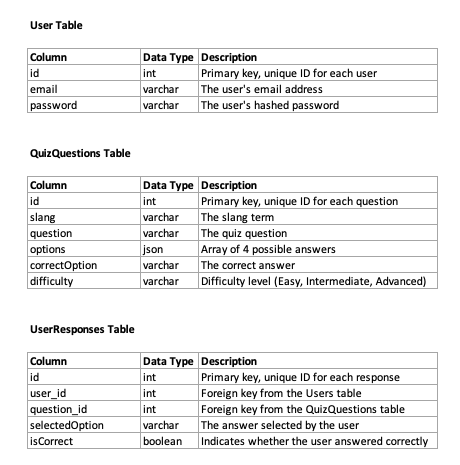 User Table
Column Data Type Description
id int Primary key, unique ID for each user
email varchar The user's email address
password varchar The user's hashed password
QuizQuestions Table
Column Data Type Description
id int Primary key, unique ID for each question
slang varchar The slang term
question varchar The quiz question
options json Array of 4 possible answers
correctOption varchar The correct answer
difficulty varchar Difficulty level (Easy, Intermediate, Advanced)
UserResponses Table
Column Data Type Description
id int Primary key, unique ID for each response
user_id int Foreign key from the Users table
question_id int Foreign key from the QuizQuestions table
selectedOption varchar The answer selected by the user
isCorrect boolean Indicates whether the user answered correctly